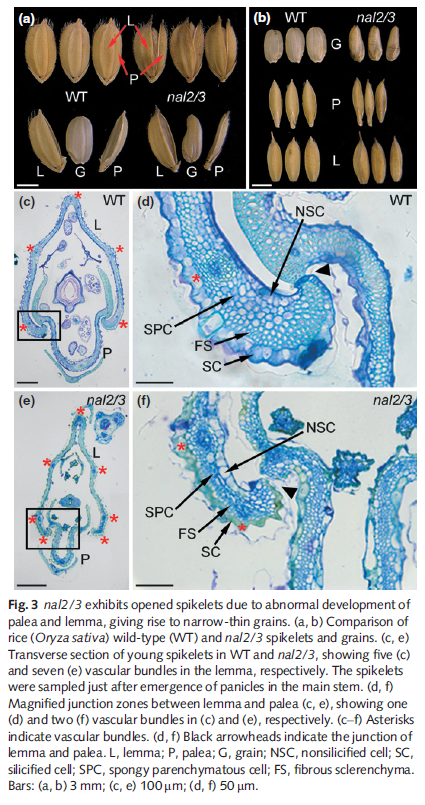 (a) L
P
WT nal2/3
L G P L G P
(b) WT nal2/3
G
P
L
(c) WT
* L
* *
* *
P
(d) WT
NSC
*
SPC
FS
SC
(e) nal2/3
*
L
* *
* *
* *
P
(f) nal2/3
NSC
*
SPC
FS *
SC
Fig. 3 nal2/3 exhibits opened spikelets due to abnormal development of
palea and lemma, giving rise to narrow-thin grains. (a, b) Comparison of
rice (Oryza sativa) wild-type (WT) and nal2/3 spikelets and grains. (c, e)
Transverse section of young spikelets in WT and nal2/3, showing five (c)
and seven (e) vascular bundles in the lemma, respectively. The spikelets
were sampled just after emergence of panicles in the main stem. (d, f)
Magnified junction zones between lemma and palea (c, e), showing one
(d) and two (f) vascular bundles in (c) and (e), respectively. (c–f) Asterisks
indicate vascular bundles. (d, f) Black arrowheads indicate the junction of
lemma and palea. L, lemma; P, palea; G, grain; NSC, nonsilicified cell; SC,
silicified cell; SPC, spongy parenchymatous cell; FS, fibrous sclerenchyma.
Bars: (a, b) 3 mm; (c, e) 100 μm; (d, f) 50 μm.